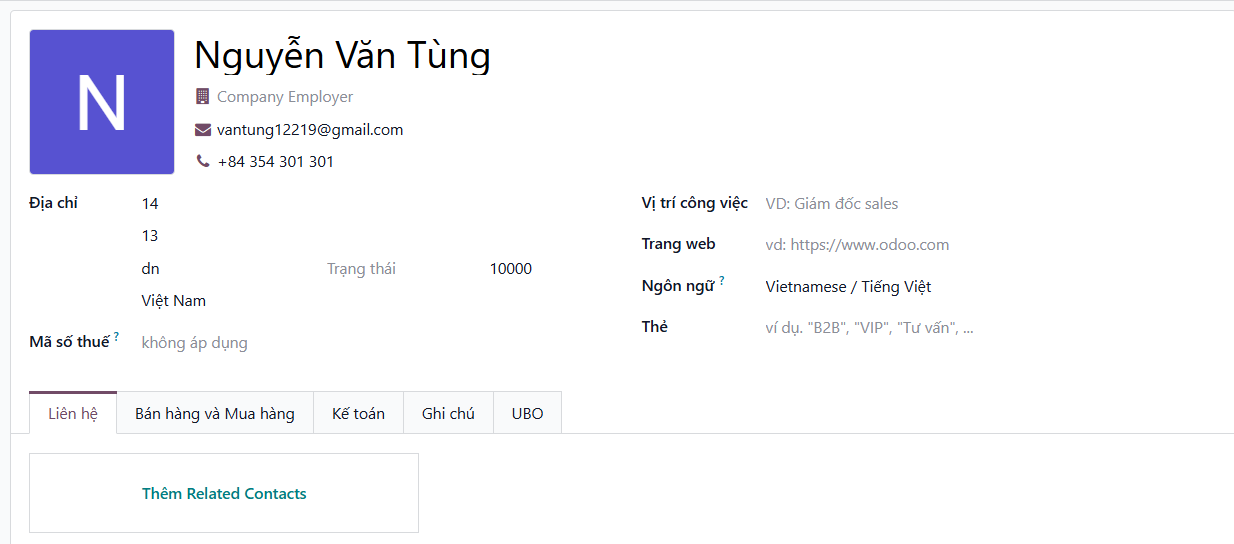 N
Nguyễn Văn Tùng
Company Employer
vantung12219@gmail.com
+84 354 301 301
Địa chỉ
14
13
dn Trạng thái 10000
Việt Nam
Mã số thuế ? không áp dụng
Vị trí công việc VD: Giám đốc sales
Trang web vd: https://www.odoo.com
Ngôn ngữ ? Vietnamese / Tiếng Việt
Thẻ ví dụ. "B2B", "VIP", "Tư vấn", ...
Liên hệ Bán hàng và Mua hàng Kế toán Ghi chú UBO
Thêm Related Contacts